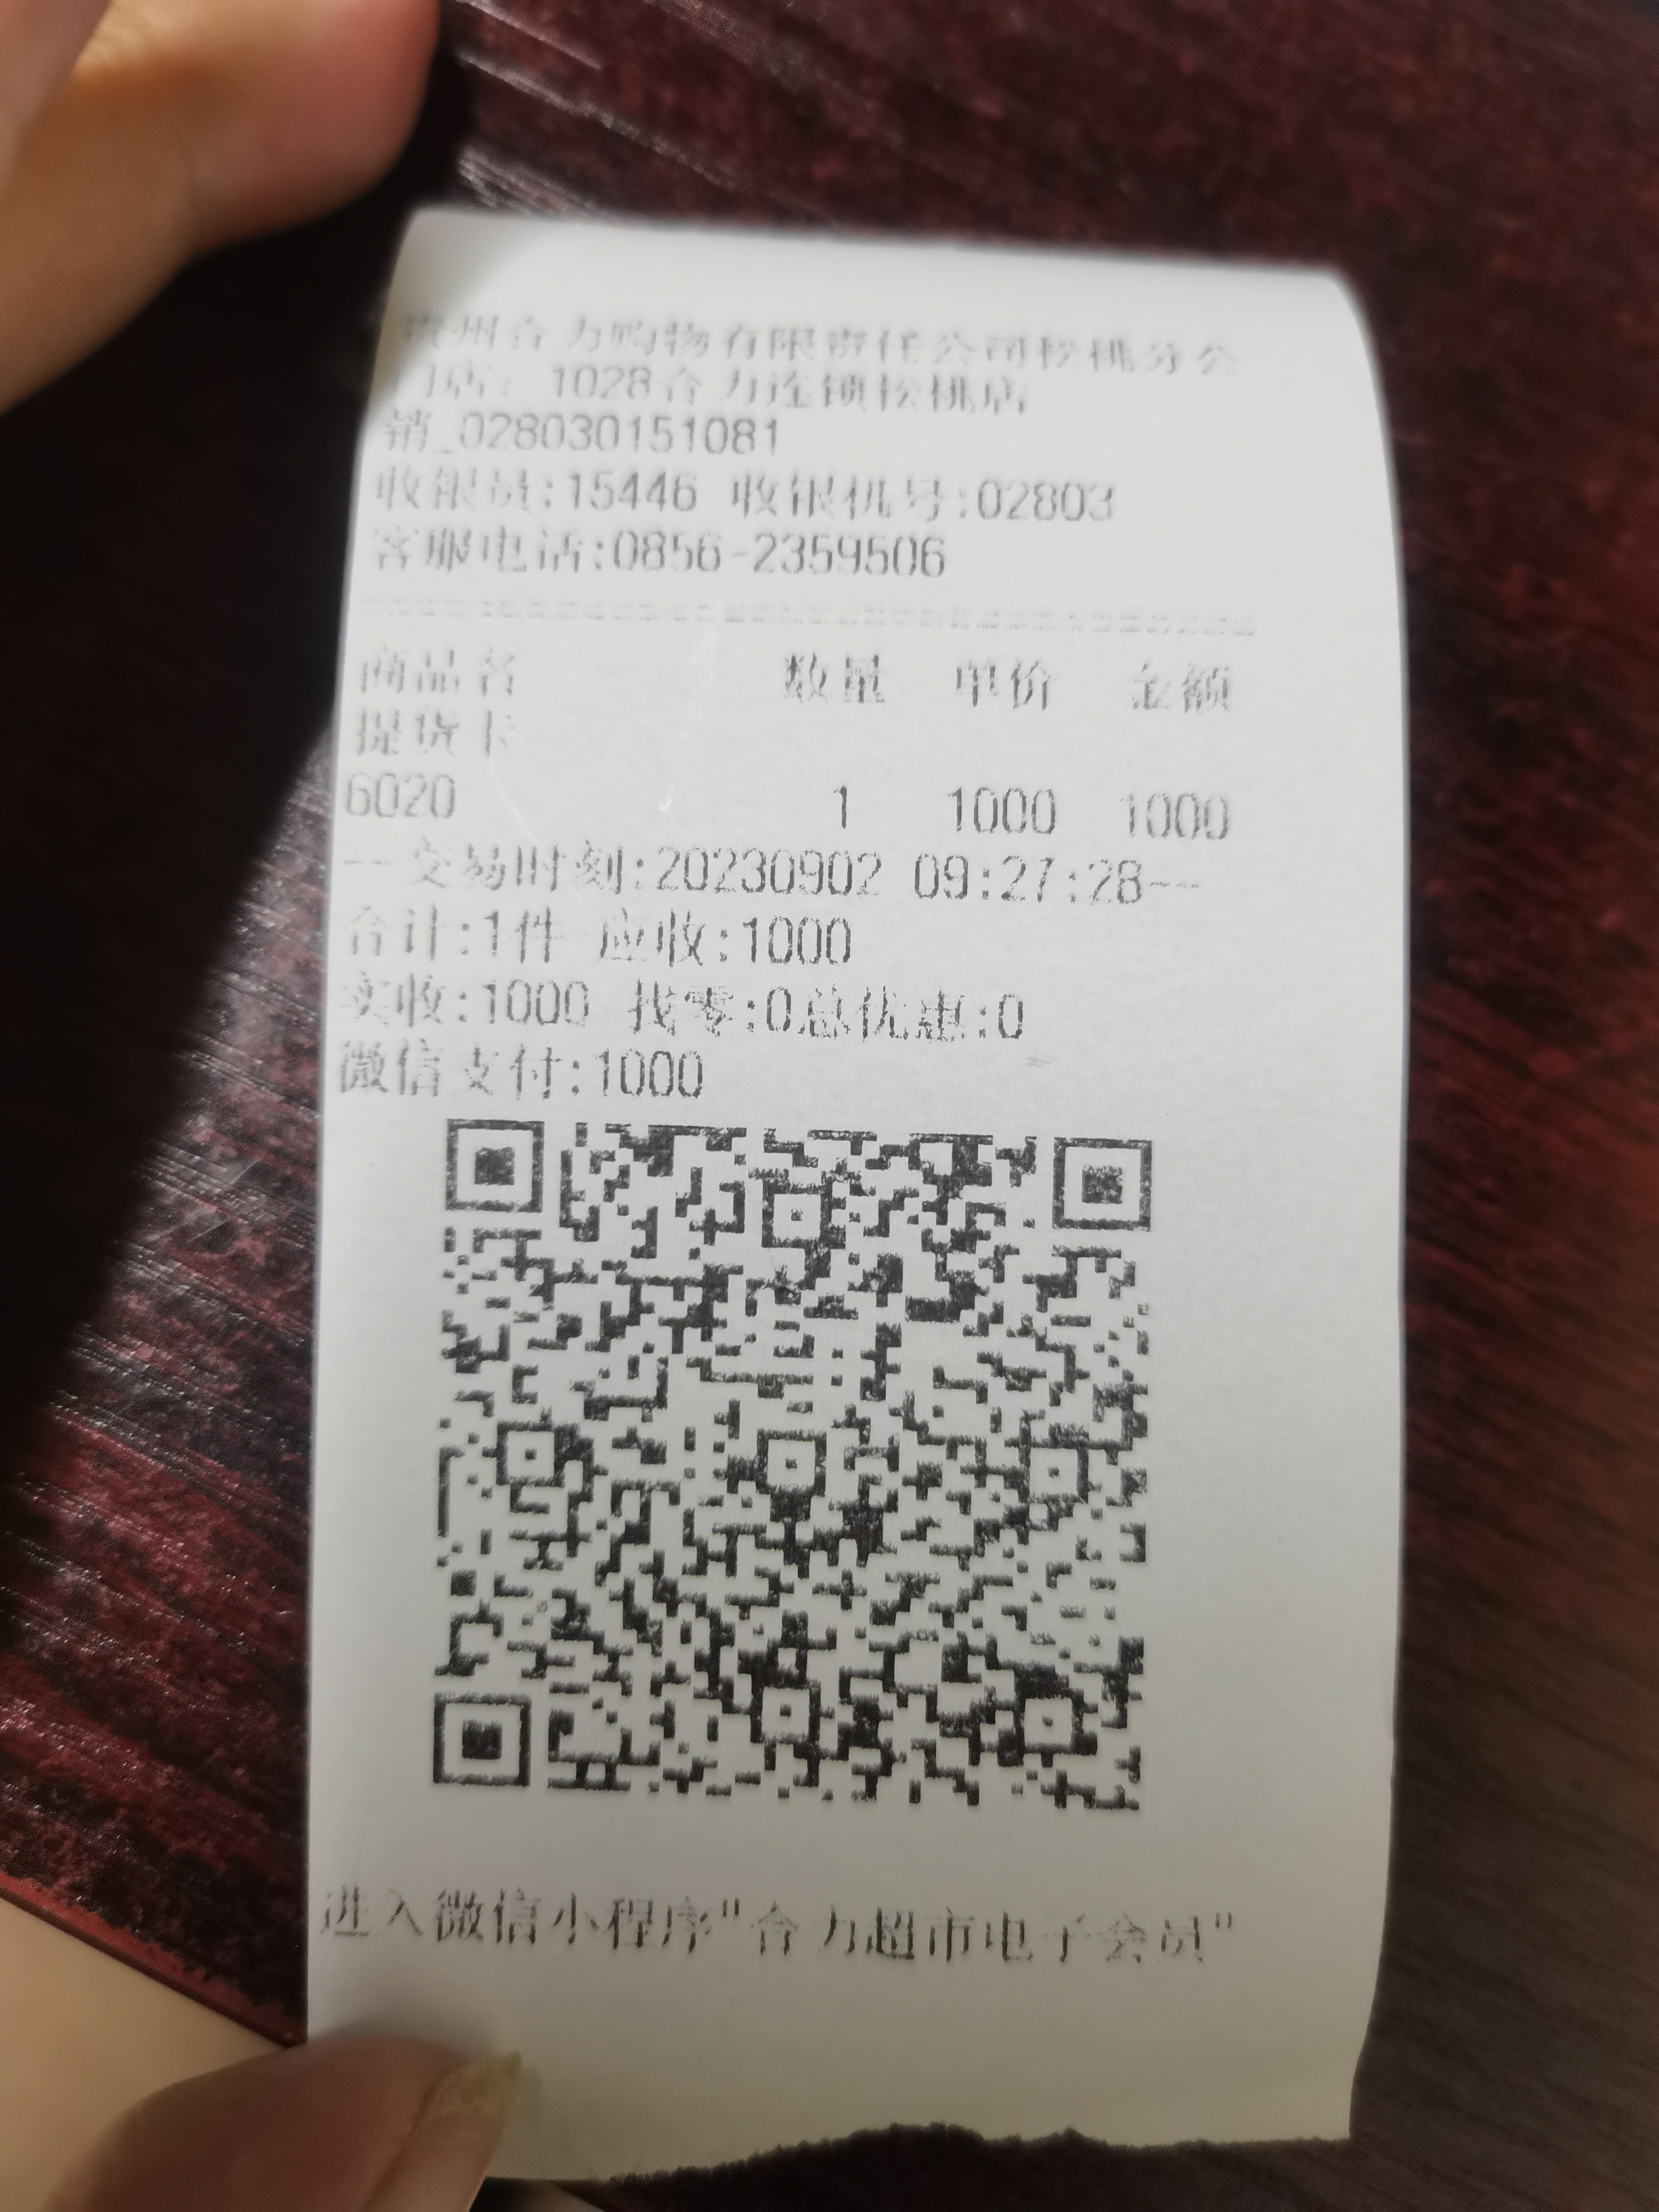 贵州合力购物有限责任公司松桃分公
门店: 1028合力连锁松桃店
销_028030151081
收银员:15446 收银机号:02803
客服电话:0856-2359506
商品名 数量 单价 金额
提货卡
6020 1 1000 1000
--交易时刻:20230902 09:27:28--
合计:1件 应收:1000
实收:1000 找零:0总优惠:0
微信支付:1000
进入微信小程序"合力超市电子会员"